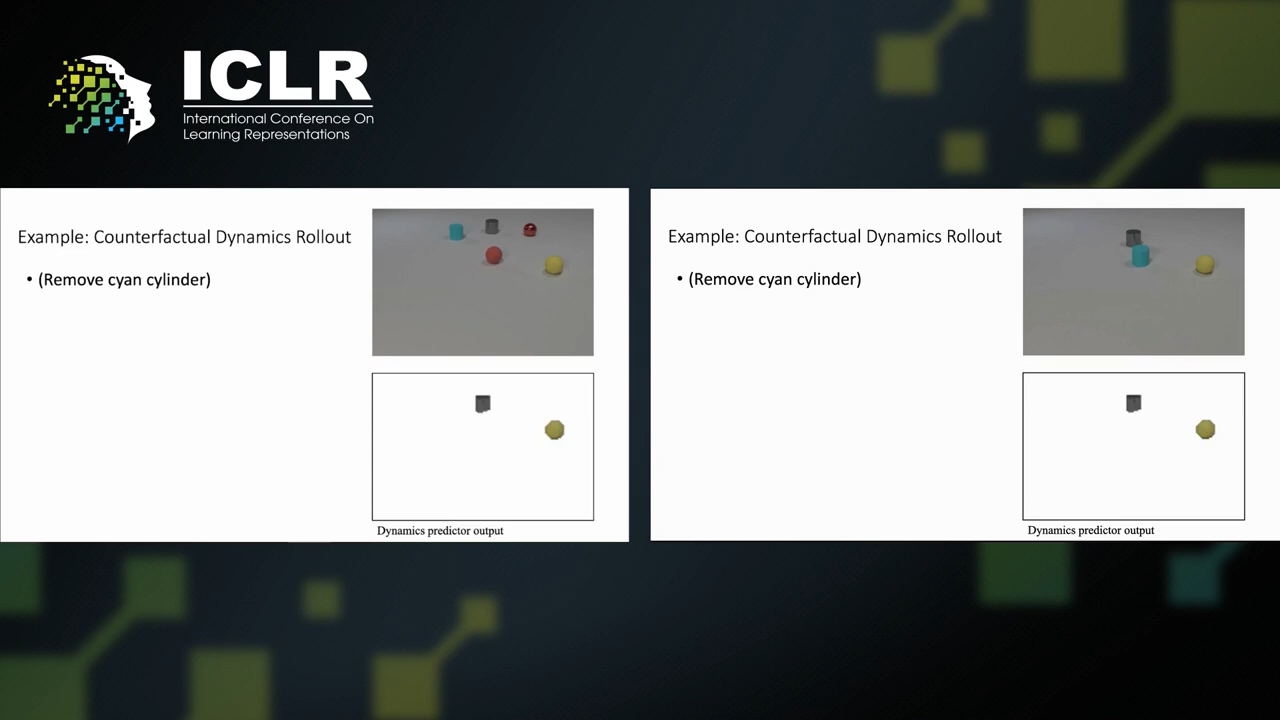 ICLR
International Conference On
Learning Representations
Example: Counterfactual Dynamics Rollout
• (Remove cyan cylinder)
Dynamics predictor output
Example: Counterfactual Dynamics Rollout
• (Remove cyan cylinder)
Dynamics predictor output